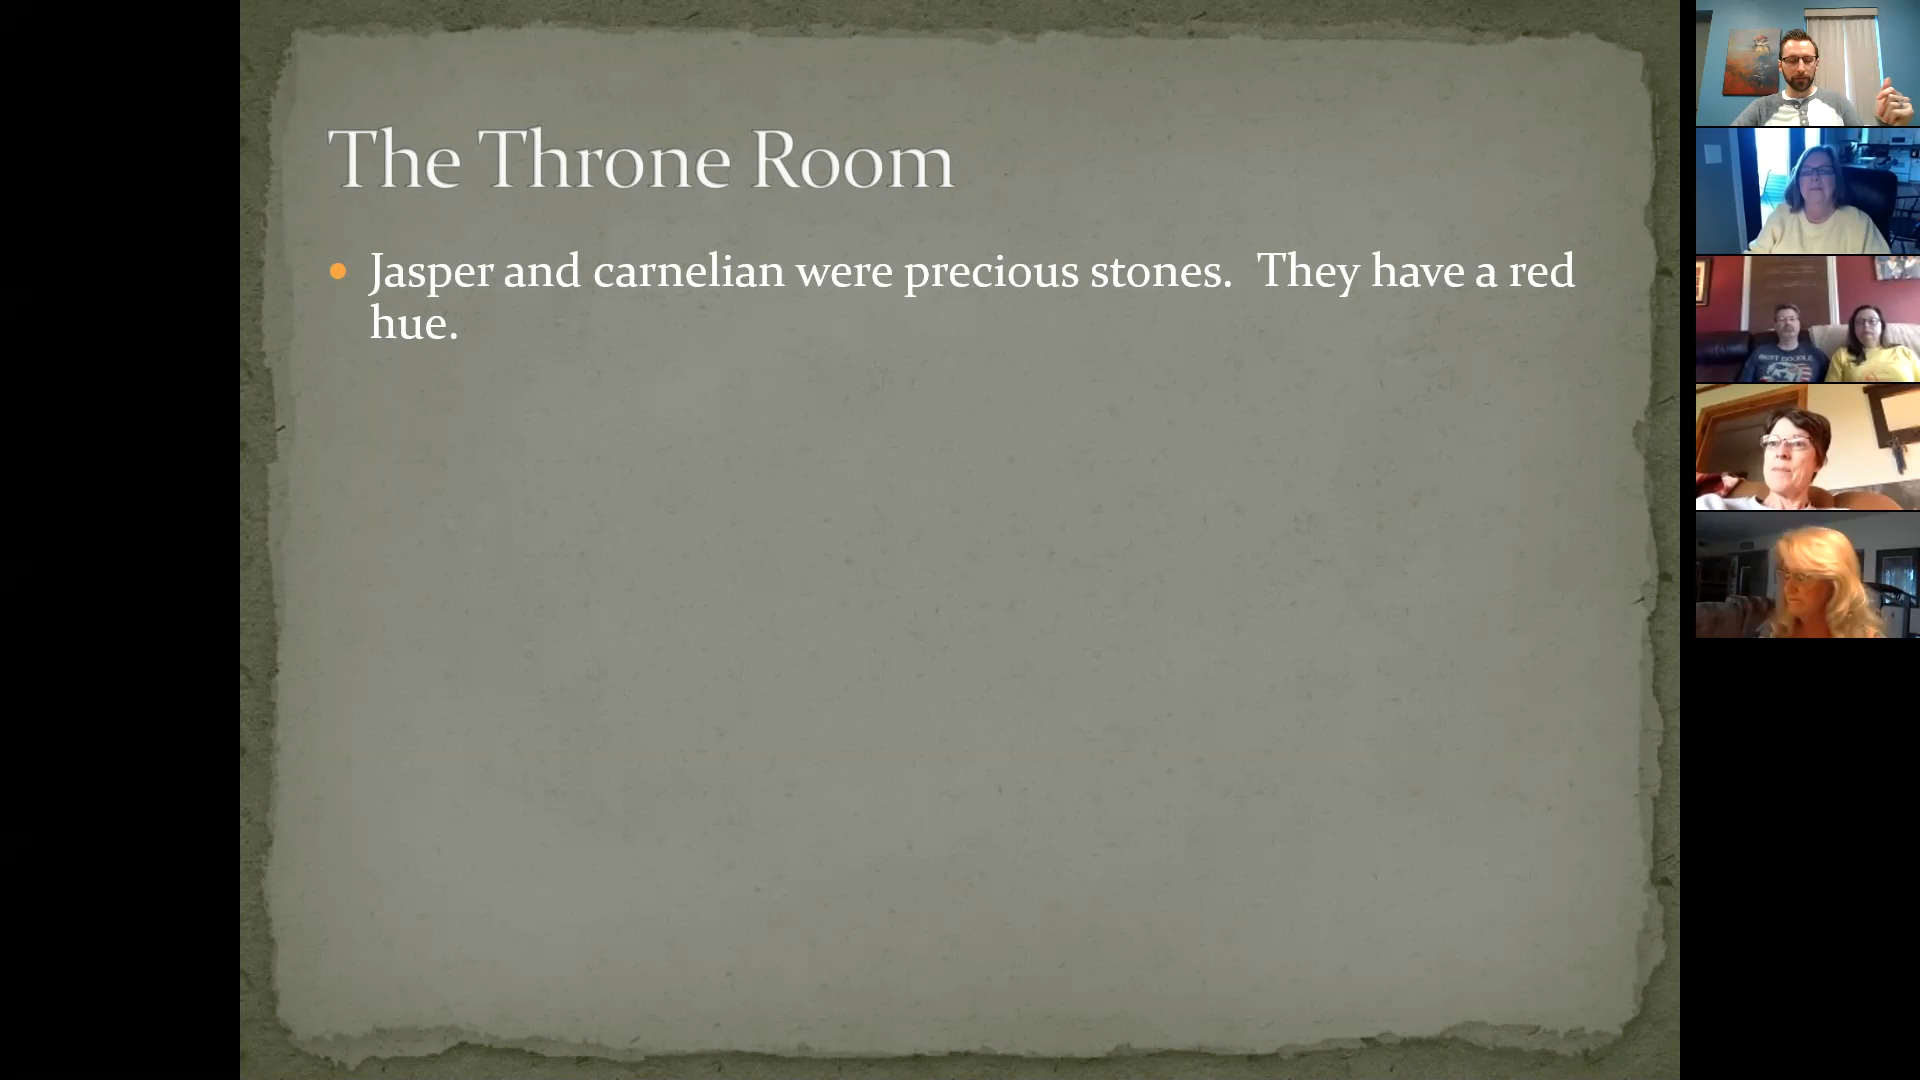 The Throne Room
Jasper and carnelian were precious stones.  They have a red
hue.